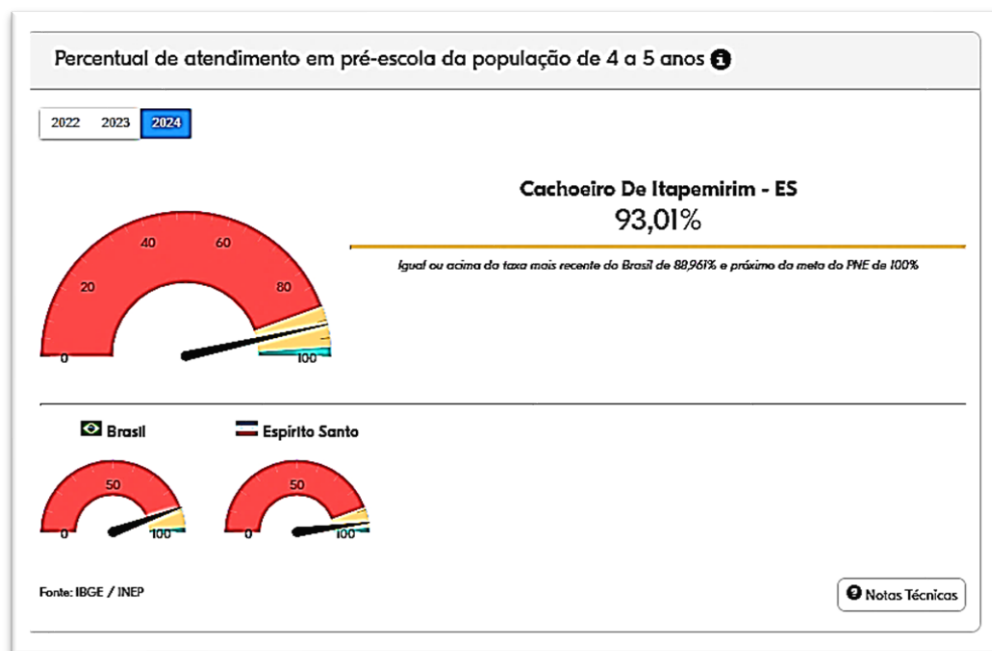 Percentual de atendimento em pré-escola da população de 4 a 5 anos
2022 2023 2024
Cachoeiro De Itapemirim - ES
93,01%
Igual ou acima da taxa mais recente do Brasil de 88,961% e próximo da meta do PNE de 100%
0 20 40 60 80 100
Brasil
0 50 100
Espírito Santo
0 50 100
Fonte: IBGE / INEP
Notas Técnicas